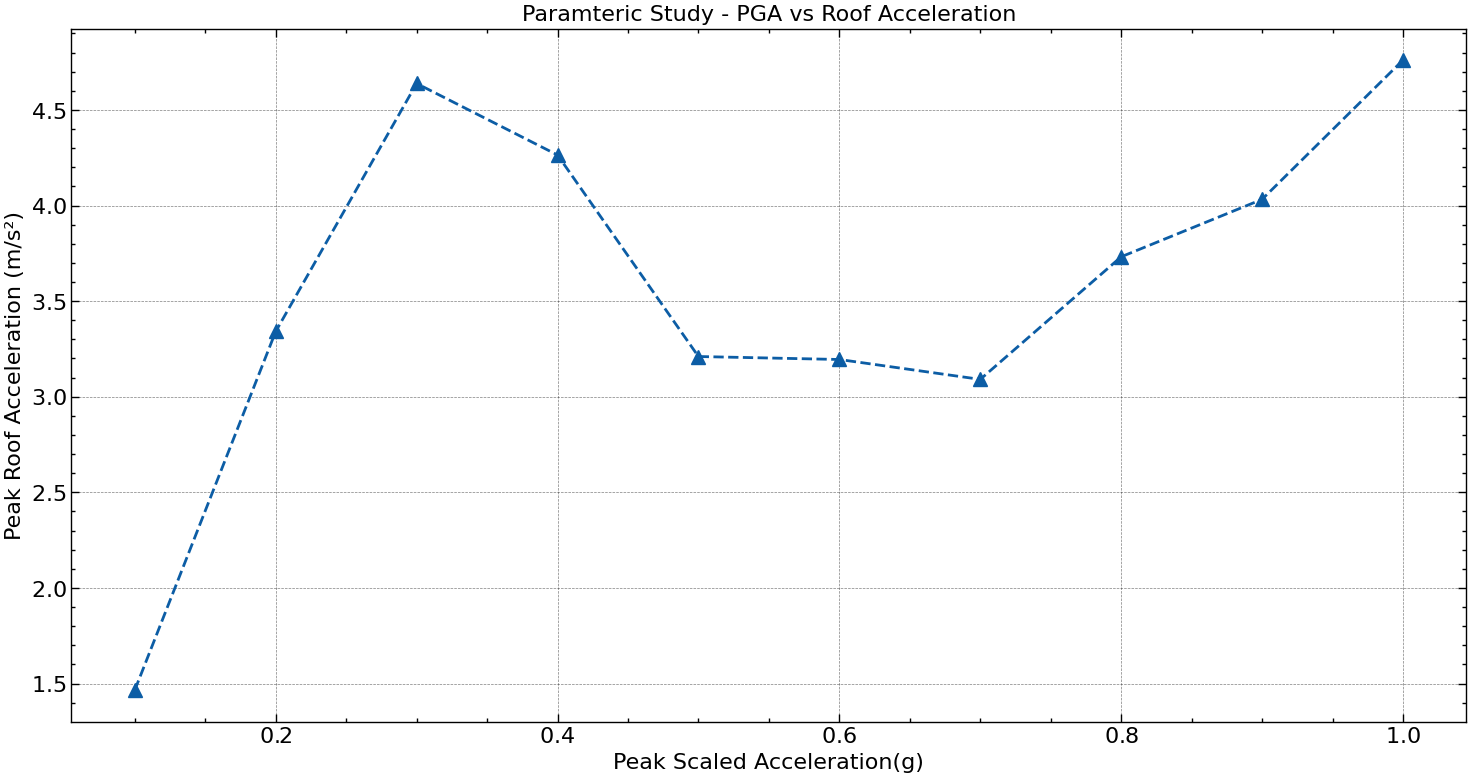 Paramteric Study - PGA vs Roof Acceleration
Peak Roof Acceleration (m/s²)
4.5
4.0
3.5
3.0
2.5
2.0
1.5
0.2 0.4 0.6 0.8 1.0
Peak Scaled Acceleration(g)